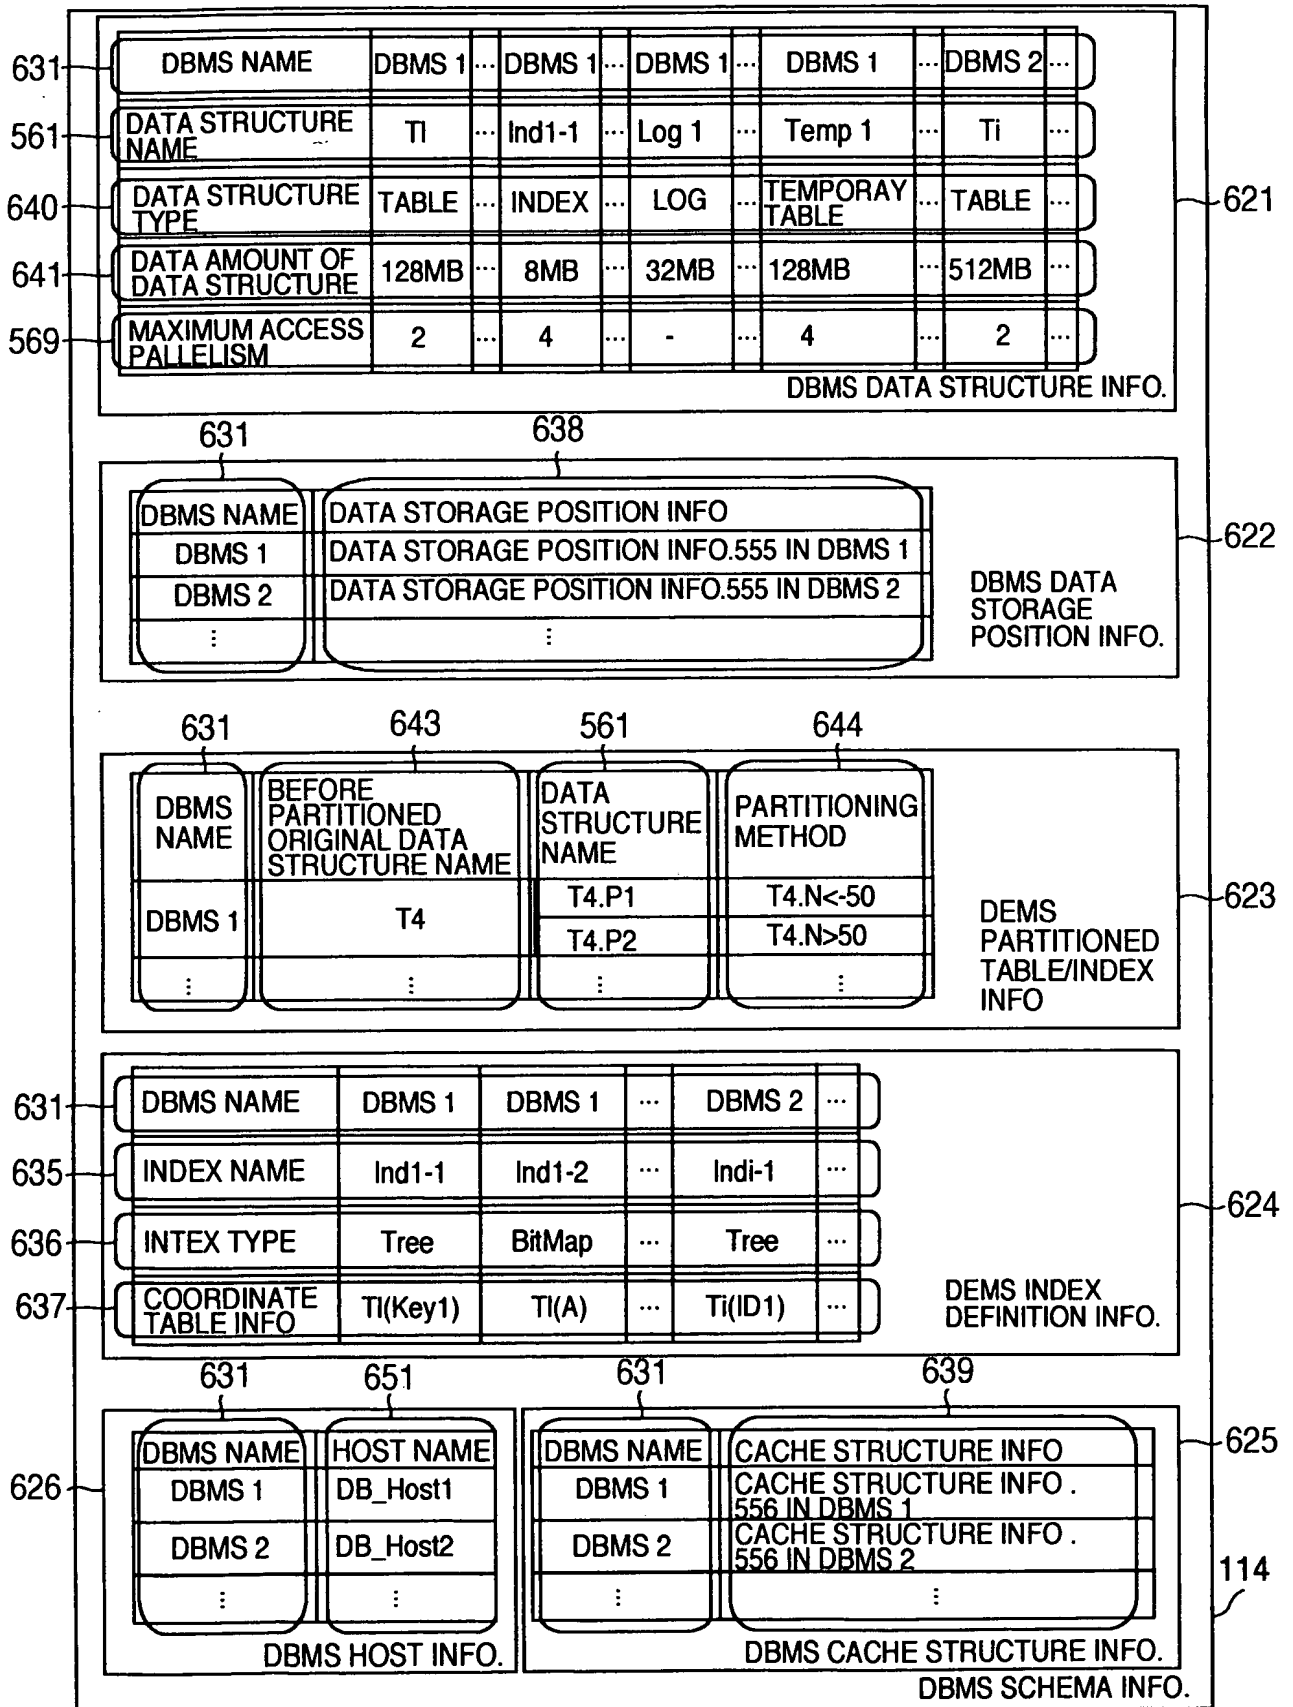 631 DBMS NAME DBMS 1 ... DBMS 1 ... DBMS 1 ... DBMS 1 ... DBMS 2 ...
561 DATA STRUCTURE NAME Tl ... Ind1-1 ... Log 1 ... Temp 1 ... Ti ...
640 DATA STRUCTURE TYPE TABLE ... INDEX ... LOG ... TEMPORAY TABLE ... TABLE ...
621
641 DATA AMOUNT OF DATA STRUCTURE 128MB ... 8MB ... 32MB ... 128MB ... 512MB ...
569 MAXIMUM ACCESS PALLELISM 2 ... 4 ... - ... 4 ... 2 ...
DBMS DATA STRUCTURE INFO.
631 638
DBMS NAME DATA STORAGE POSITION INFO
DBMS 1 DATA STORAGE POSITION INFO.555 IN DBMS 1
DBMS 2 DATA STORAGE POSITION INFO.555 IN DBMS 2
... ...
622
DBMS DATA
STORAGE
POSITION INFO.
631 643 561 644
DBMS NAME BEFORE PARTITIONED ORIGINAL DATA STRUCTURE NAME DATA STRUCTURE NAME PARTITIONING METHOD
DBMS 1 T4 T4.P1 T4.N<-50
T4.P2 T4.N>50
... ... ... ...
623
DEMS
PARTITIONED
TABLE/INDEX
INFO
631 DBMS NAME DBMS 1 DBMS 1 ... DBMS 2 ...
635 INDEX NAME Ind1-1 Ind1-2 ... Indi-1 ...
624
636 INTEX TYPE Tree BitMap ... Tree ...
637 COORDINATE TABLE INFO Tl(Key1) Tl(A) ... Ti(ID1) ...
DEMS INDEX
DEFINITION INFO.
631 651
DBMS NAME HOST NAME
626
DBMS 1 DB_Host1
DBMS 2 DB_Host2
... ...
DBMS HOST INFO.
631 639
DBMS NAME CACHE STRUCTURE INFO
625
DBMS 1 CACHE STRUCTURE INFO . 556 IN DBMS 1
DBMS 2 CACHE STRUCTURE INFO . 556 IN DBMS 2
... ...
114
DBMS CACHE STRUCTURE INFO.
DBMS SCHEMA INFO.